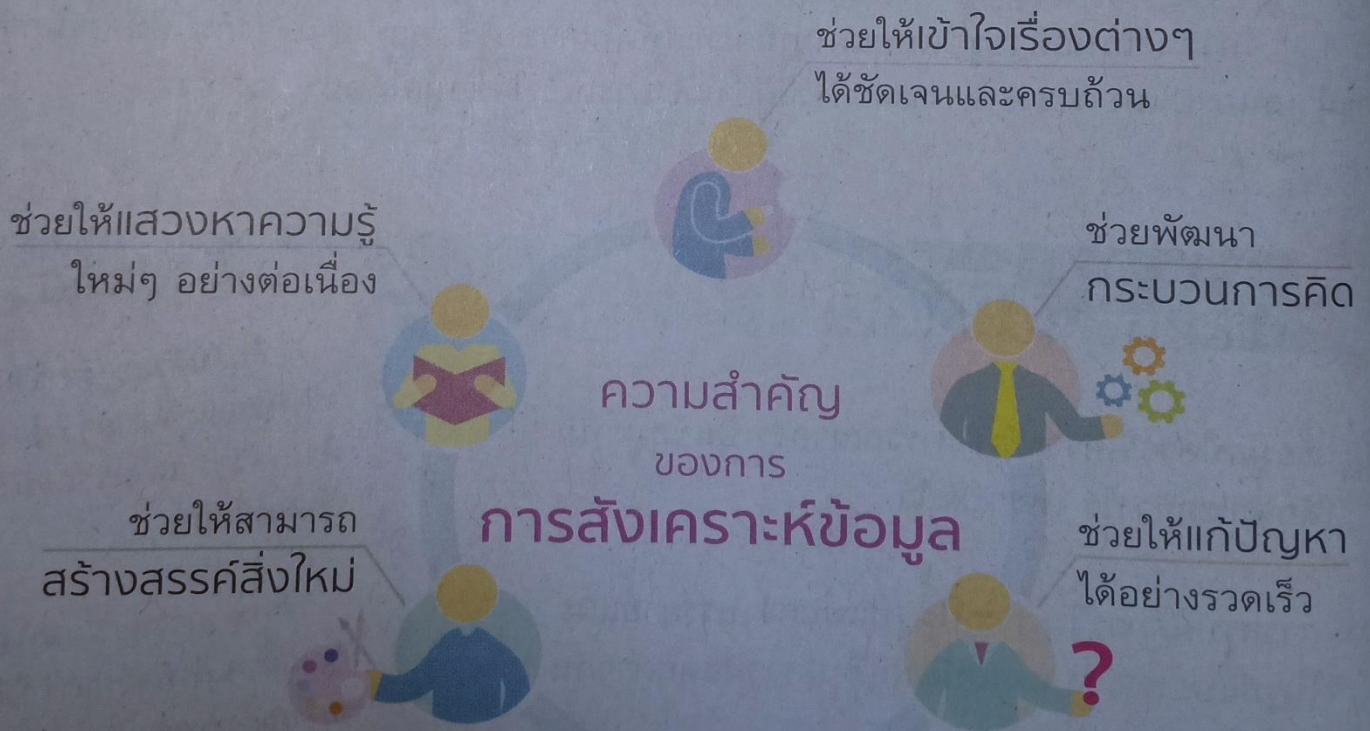 ช่วยให้เข้าใจเรื่องต่างๆ
ได้ชัดเจนและครบถ้วน
ช่วยให้แสวงหาความรู้
ใหม่ๆ อย่างต่อเนื่อง
ช่วยพัฒนา
กระบวนการคิด
ความสำคัญ
ของการ
การสังเคราะห์ข้อมูล
ช่วยให้สามารถ
สร้างสรรค์สิ่งใหม่
ช่วยให้แก้ปัญหา
ได้อย่างรวดเร็ว
?